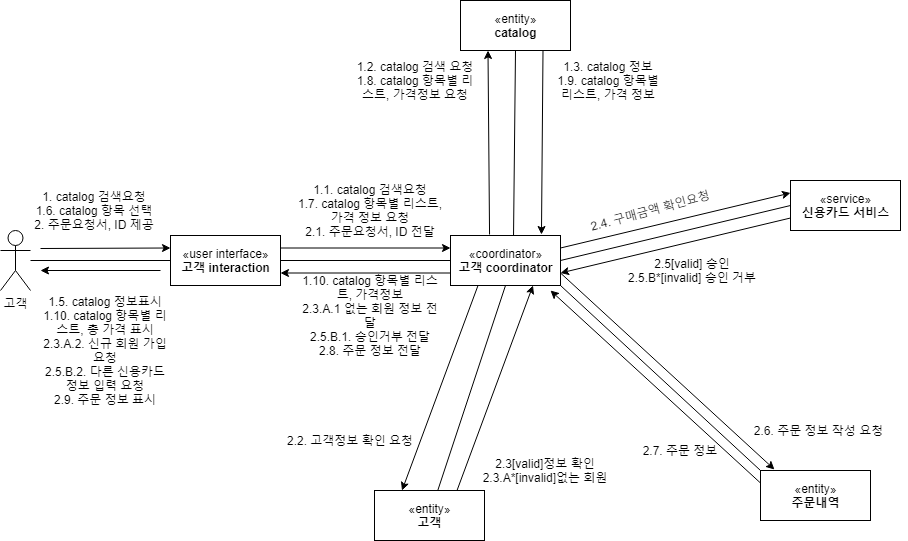 «entity»
catalog
1.2. catalog 검색 요청
1.8. catalog 항목별 리
스트, 가격정보 요청
1.3. catalog 정보
1.9. catalog 항목별
리스트, 가격 정보
1. catalog 검색요청
1.6. catalog 항목 선택
2. 주문요청서, ID 제공
1.1. catalog 검색요청
1.7. catalog 항목별 리스트,
가격 정보 요청
2.1. 주문요청서, ID 전달
2.4. 구매금액 확인요청
«service»
신용카드 서비스
고객
«user interface»
고객 interaction
«coordinator»
고객 coordinator
2.5[valid] 승인
2.5.B*[invalid] 승인 거부
1.5. catalog 정보표시
1.10. catalog 항목별 리
스트, 총 가격 표시
2.3.A.2. 신규 회원 가입
요청
2.5.B.2. 다른 신용카드
정보 입력 요청
2.9. 주문 정보 표시
1.10. catalog 항목별 리스
트, 가격정보
2.3.A.1 없는 회원 정보 전
달
2.5.B.1. 승인거부 전달
2.8. 주문 정보 전달
2.2. 고객정보 확인 요청
2.3[valid]정보 확인
2.3.A*[invalid]없는 회원
2.6. 주문 정보 작성 요청
2.7. 주문 정보
«entity»
고객
«entity»
주문내역